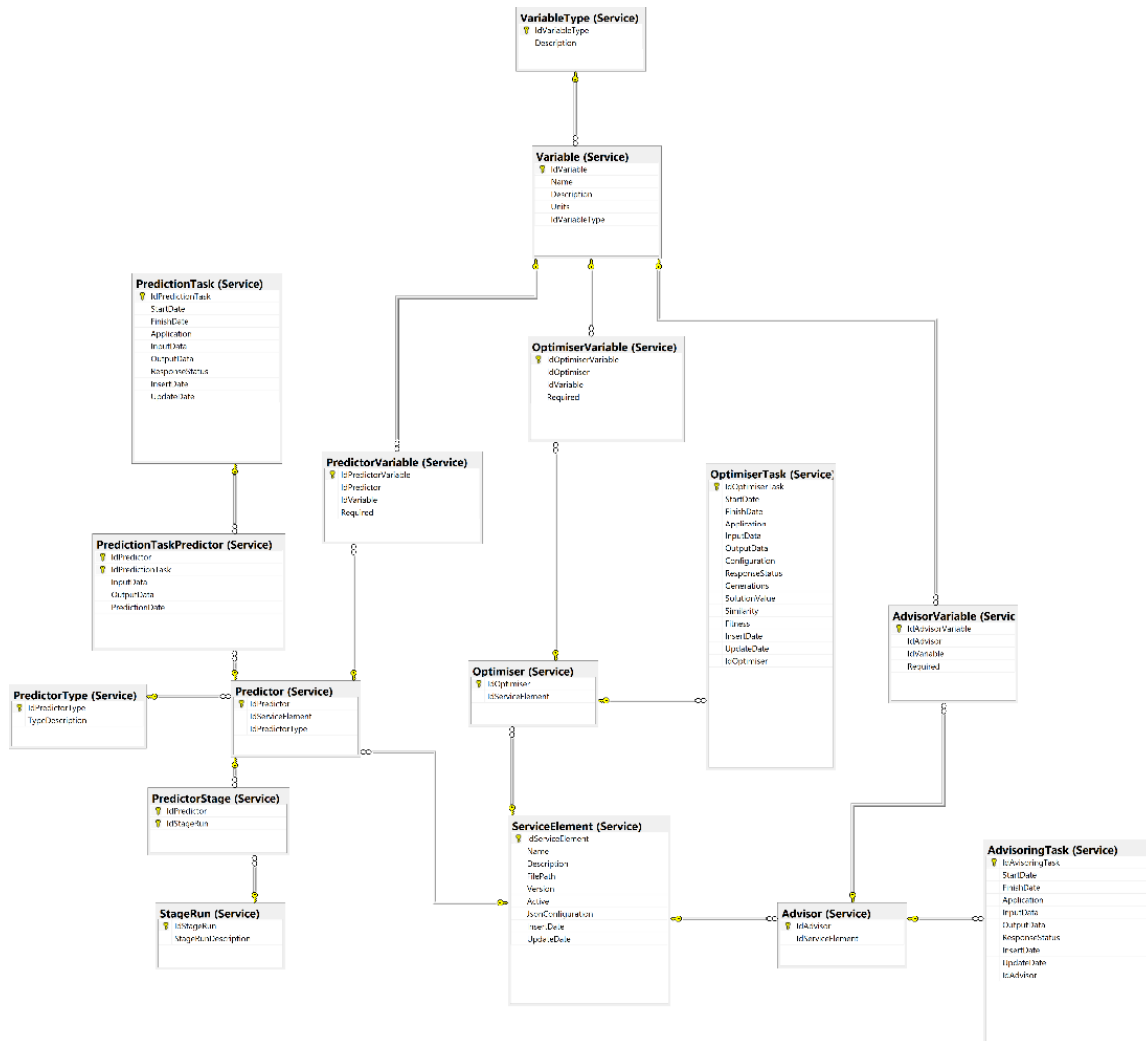 VariableType (Service)
IdVariableType
Description
Variable (Service)
IdVariable
Name
Description
Units
IdVariableType
PredictionTask (Service)
IdPredictionTask
StartDate
FinishDate
Application
InputData
OutputData
ResponseStatus
InsertDate
UpdateDate
OptimiserVariable (Service)
IdOptimiserVariable
IdOptimiser
IdVariable
Required
PredictorVariable (Service)
IdPredictorVariable
IdPredictor
IdVariable
Required
OptimiserTask (Service)
IdOptimiserTask
StartDate
FinishDate
Application
InputData
OutputData
Configuration
ResponseStatus
Generations
SolutionValue
Similarity
Fitness
InsertDate
UpdateDate
IdOptimiser
PredictionTaskPredictor (Service)
IdPredictor
IdPredictionTask
InputData
OutputData
PredictionDate
AdvisorVariable (Servic
IdAdvisorVariable
IdAdvisor
IdVariable
Required
PredictorType (Service)
IdPredictorType
TypeDescription
Predictor (Service)
IdPredictor
IdServiceElement
IdPredictorType
Optimiser (Service)
IdOptimiser
IdServiceElement
PredictorStage (Service)
IdPredictor
IdStageRun
ServiceElement (Service)
IdServiceElement
Name
Description
FilePath
Version
Active
JsonConfiguration
InsertDate
UpdateDate
StageRun (Service)
IdStageRun
StageRunDescription
Advisor (Service)
IdAdvisor
IdServiceElement
AdvisoringTask (Service)
IdAvisoringTask
StartDate
FinishDate
Application
InputData
OutputData
ResponseStatus
InsertDate
UpdateDate
IdAdvisor